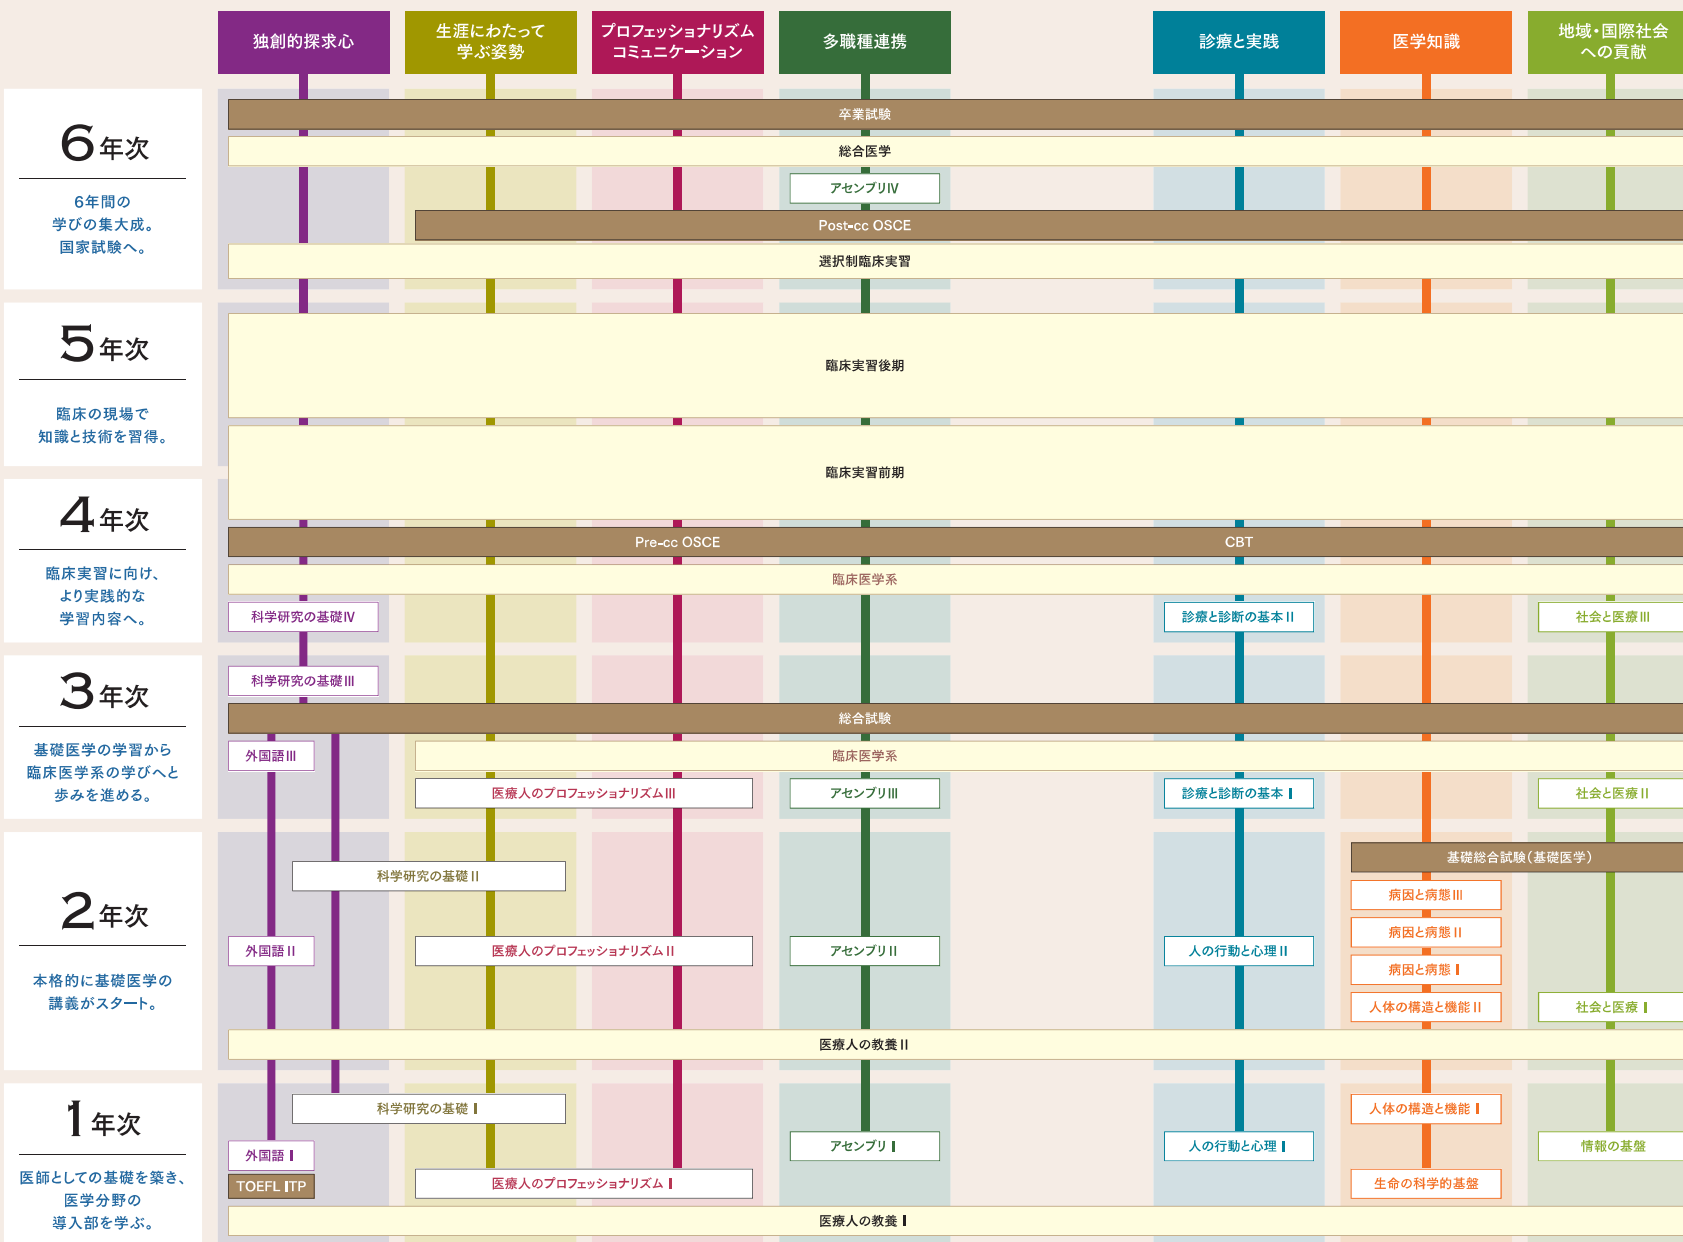 独創的探求心
生涯にわたって
学ぶ姿勢
プロフェッショナリズム
コミュニケーション
多職種連携
診療と実践
医学知識
地域・国際社会
への貢献
6年次
6年間の
学びの集大成。
国家試験へ。
卒業試験
総合医学
アセンブリⅣ
Post-cc OSCE
選択制臨床実習
5年次
臨床の現場で
知識と技術を習得。
臨床実習後期
臨床実習前期
4年次
臨床実習に向け、
より実践的な
学習内容へ。
Pre-cc OSCE
CBT
臨床医学系
科学研究の基礎Ⅳ
診療と診断の基本Ⅱ
社会と医療Ⅲ
3年次
基礎医学の学習から
臨床医学系の学びへと
歩みを進める。
科学研究の基礎Ⅲ
総合試験
外国語Ⅲ
臨床医学系
医療人のプロフェッショナリズムⅢ
アセンブリⅢ
診療と診断の基本Ⅰ
社会と医療Ⅱ
2年次
本格的に基礎医学の
講義がスタート。
基礎総合試験(基礎医学)
科学研究の基礎Ⅱ
病因と病態Ⅲ
病因と病態Ⅱ
外国語Ⅱ
医療人のプロフェッショナリズムⅡ
アセンブリⅡ
人の行動と心理Ⅱ
病因と病態Ⅰ
人体の構造と機能Ⅱ
社会と医療Ⅰ
医療人の教養Ⅱ
1年次
医師としての基礎を築き、
医学分野の
導入部を学ぶ。
科学研究の基礎Ⅰ
人体の構造と機能Ⅰ
外国語Ⅰ
アセンブリⅠ
人の行動と心理Ⅰ
情報の基盤
TOEFL ITP
医療人のプロフェッショナリズムⅠ
生命の科学的基盤
医療人の教養Ⅰ